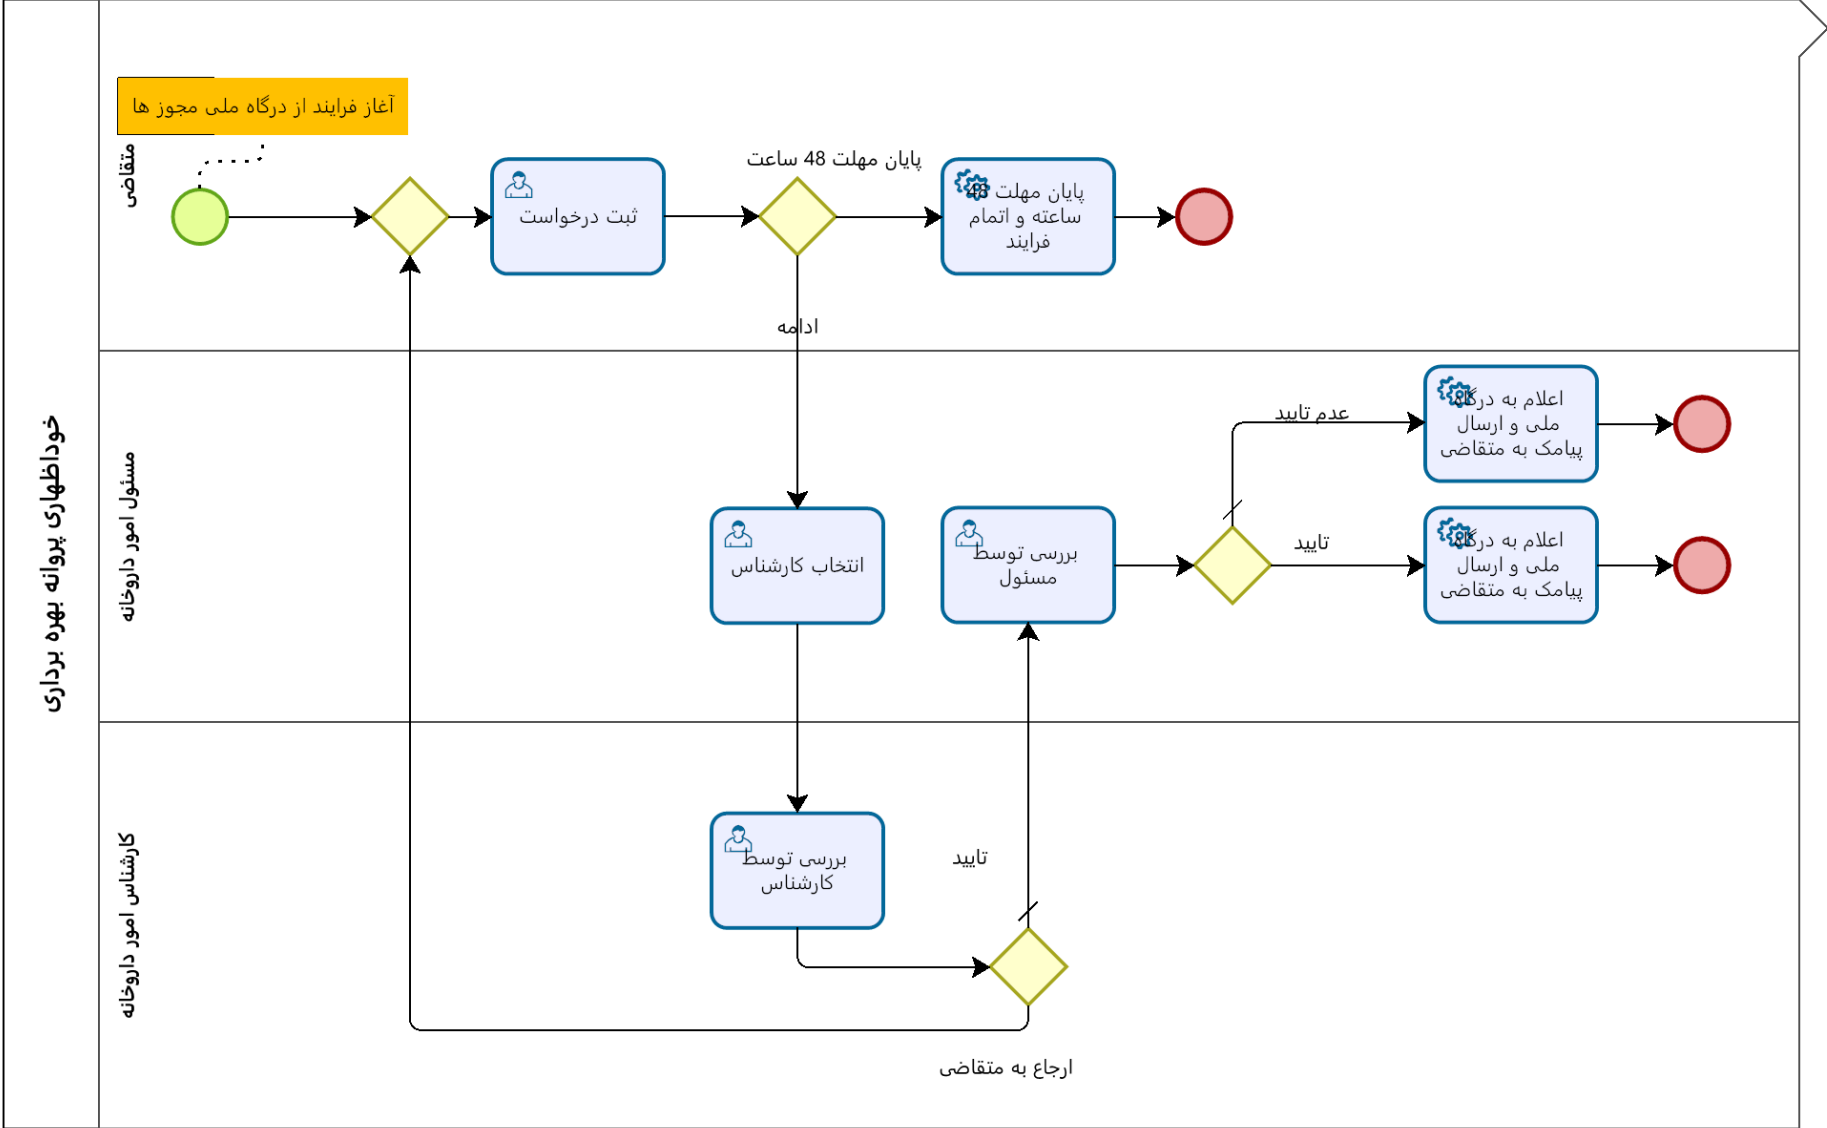 خوداظهاری پروانه بهره برداری
متقاضی
آغاز فرایند از درگاه ملی مجوز ها
ثبت درخواست
پایان مهلت 48 ساعت
پایان مهلت 48
ساعته و اتمام
فرایند
ادامه
مسئول امور داروخانه
انتخاب کارشناس
بررسی توسط
مسئول
عدم تایید
اعلام به درگاه
ملی و ارسال
پیامک به متقاضی
تایید
اعلام به درگاه
ملی و ارسال
پیامک به متقاضی
کارشناس امور داروخانه
بررسی توسط
کارشناس
تایید
ارجاع به متقاضی